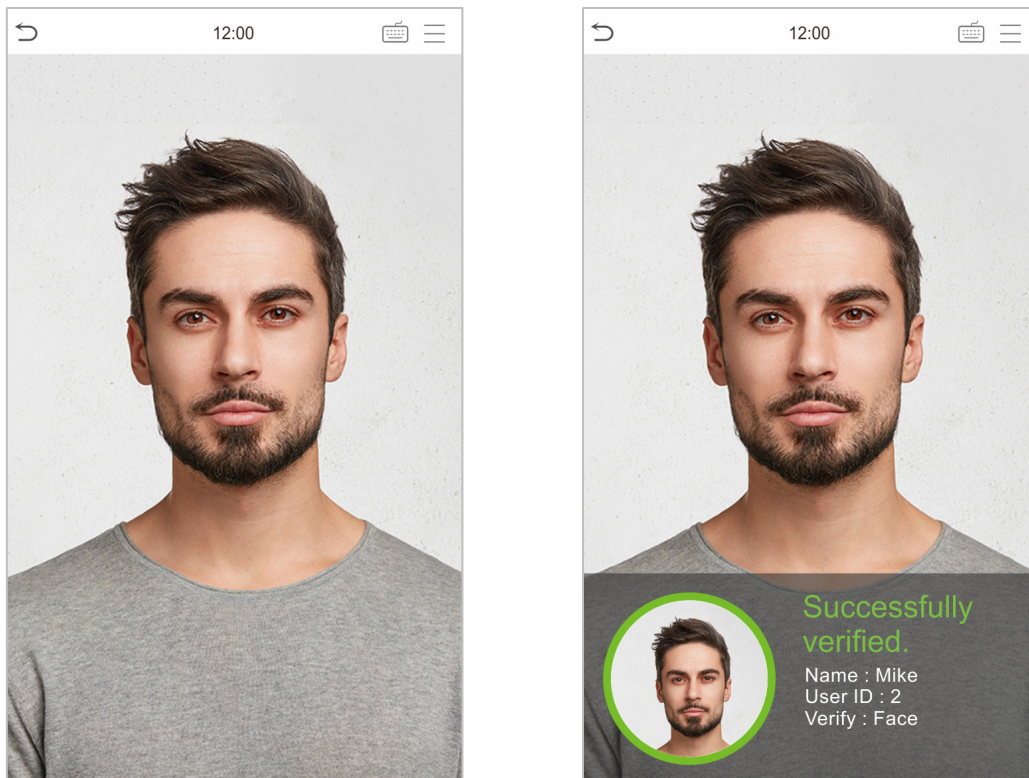 12:00
12:00
Successfully
verified.
Name : Mike
User ID : 2
Verify : Face